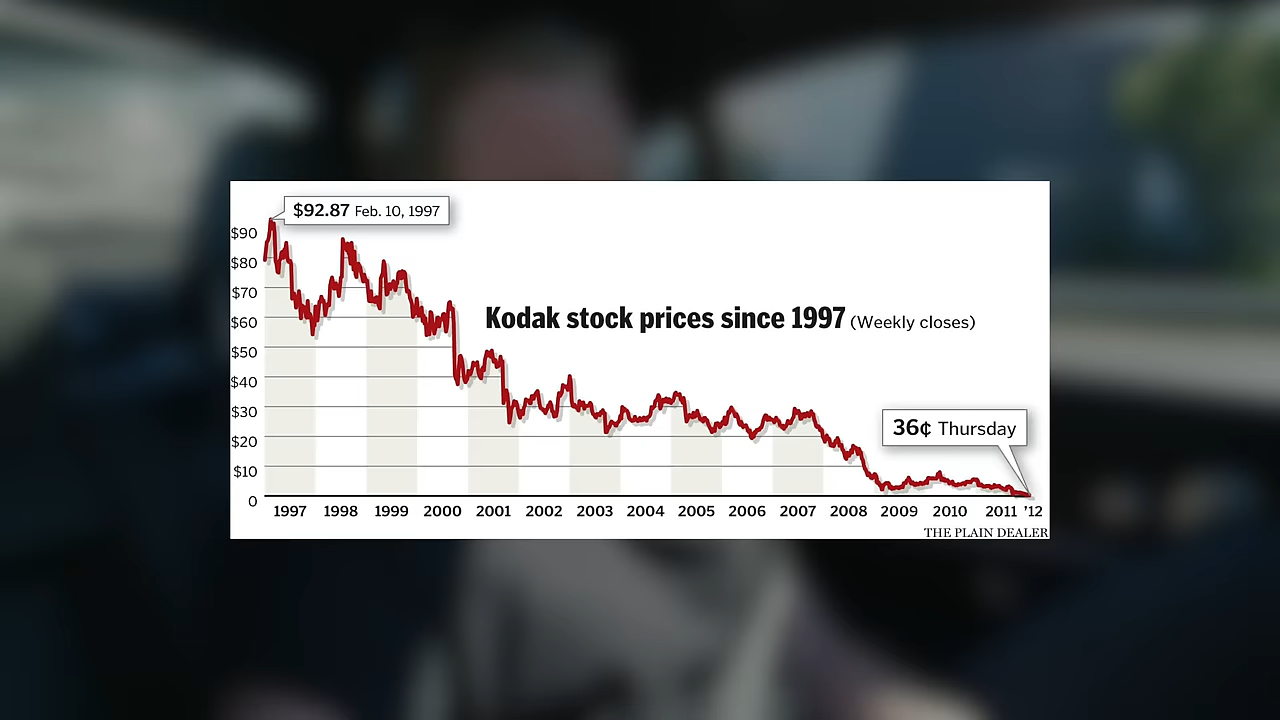 $92.87 Feb. 10, 1997
$90
$80
$70
$60
$50
$40
$30
$20
$10
0
Kodak stock prices since 1997 (Weekly closes)
36¢ Thursday
1997 1998 1999 2000 2001 2002 2003 2004 2005 2006 2007 2008 2009 2010 2011 ’12
THE PLAIN DEALER